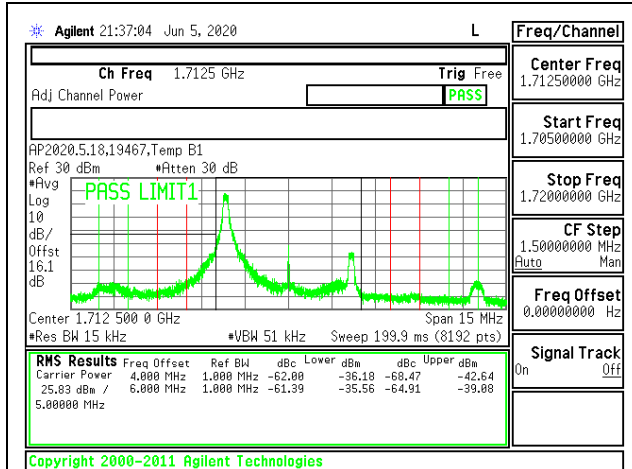 Agilent 21:37:04 Jun 5, 2020 L
Freq/Channel
Ch Freq 1.7125 GHz Trig Free
Adj Channel Power PASS
AP2020.5.18,19467,Temp B1
Ref 30 dBm #Atten 30 dB
#Avg
Log
10
dB/
Offst
16.1
dB
PASS LIMIT1
Center 1.712 500 0 GHz Span 15 MHz
#Res BW 15 kHz #VBW 51 kHz Sweep 199.9 ms (8192 pts)
RMS Results Freq Offset Ref BW dBc Lower dBm dBc Upper dBm
Carrier Power 4.000 MHz 1.000 MHz -62.00 -36.18 -68.47 -42.64
25.83 dBm / 6.000 MHz 1.000 MHz -61.39 -35.56 -64.91 -39.08
5.00000 MHz
Center Freq
1.71250000 GHz
Start Freq
1.70500000 GHz
Stop Freq
1.72000000 GHz
CF Step
1.50000000 MHz
Auto Man
Freq Offset
0.00000000 Hz
Signal Track
On Off
Copyright 2000-2011 Agilent Technologies